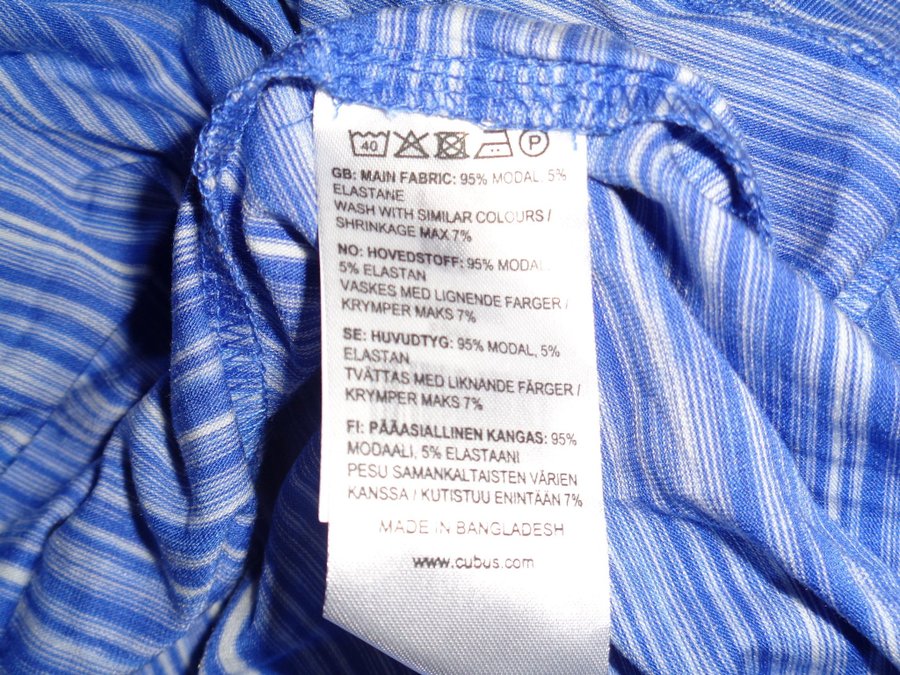 40 P
GB: MAIN FABRIC: 95% MODAL, 5%
ELASTANE
WASH WITH SIMILAR COLOURS /
SHRINKAGE MAX 7%
NO: HOVEDSTOFF: 95% MODAL,
5% ELASTAN
VASKES MED LIGNENDE FARGER /
KRYMPER MAKS 7%
SE: HUVUDTYG: 95% MODAL, 5%
ELASTAN
TVÄTTAS MED LIKNANDE FÄRGER /
KRYMPER MAKS 7%
FI: PÄÄASIALLINEN KANGAS: 95%
MODAALI, 5% ELASTAANI
PESU SAMANKALTAISTEN VÄRIEN
KANSSA / KUTISTUU ENINTÄÄN 7%
MADE IN BANGLADESH
www.cubus.com